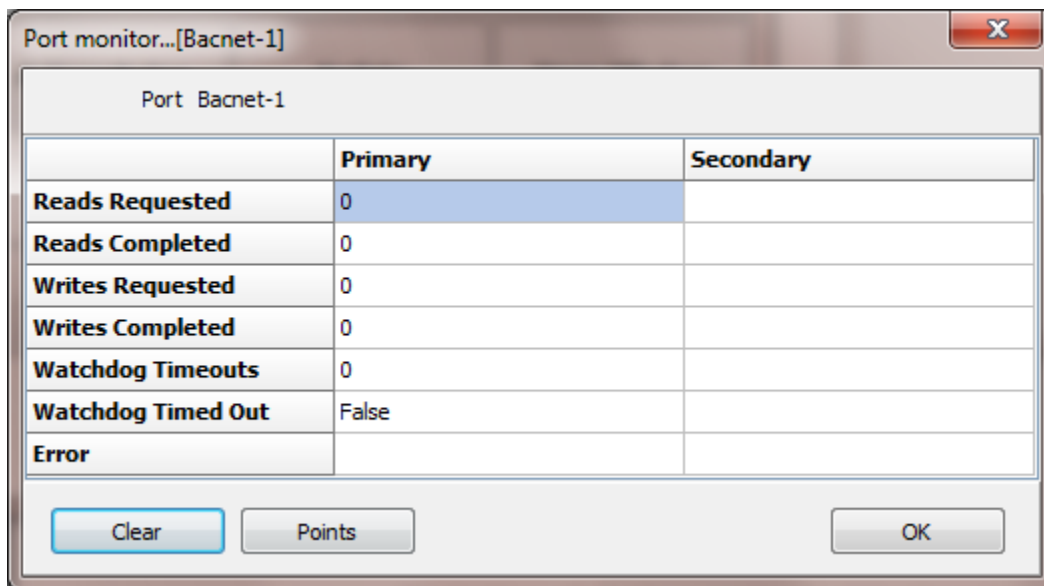 Port monitor...[Bacnet-1]
Port Bacnet-1
Primary Secondary
Reads Requested 0
Reads Completed 0
Writes Requested 0
Writes Completed 0
Watchdog Timeouts 0
Watchdog Timed Out False
Error
Clear Points OK